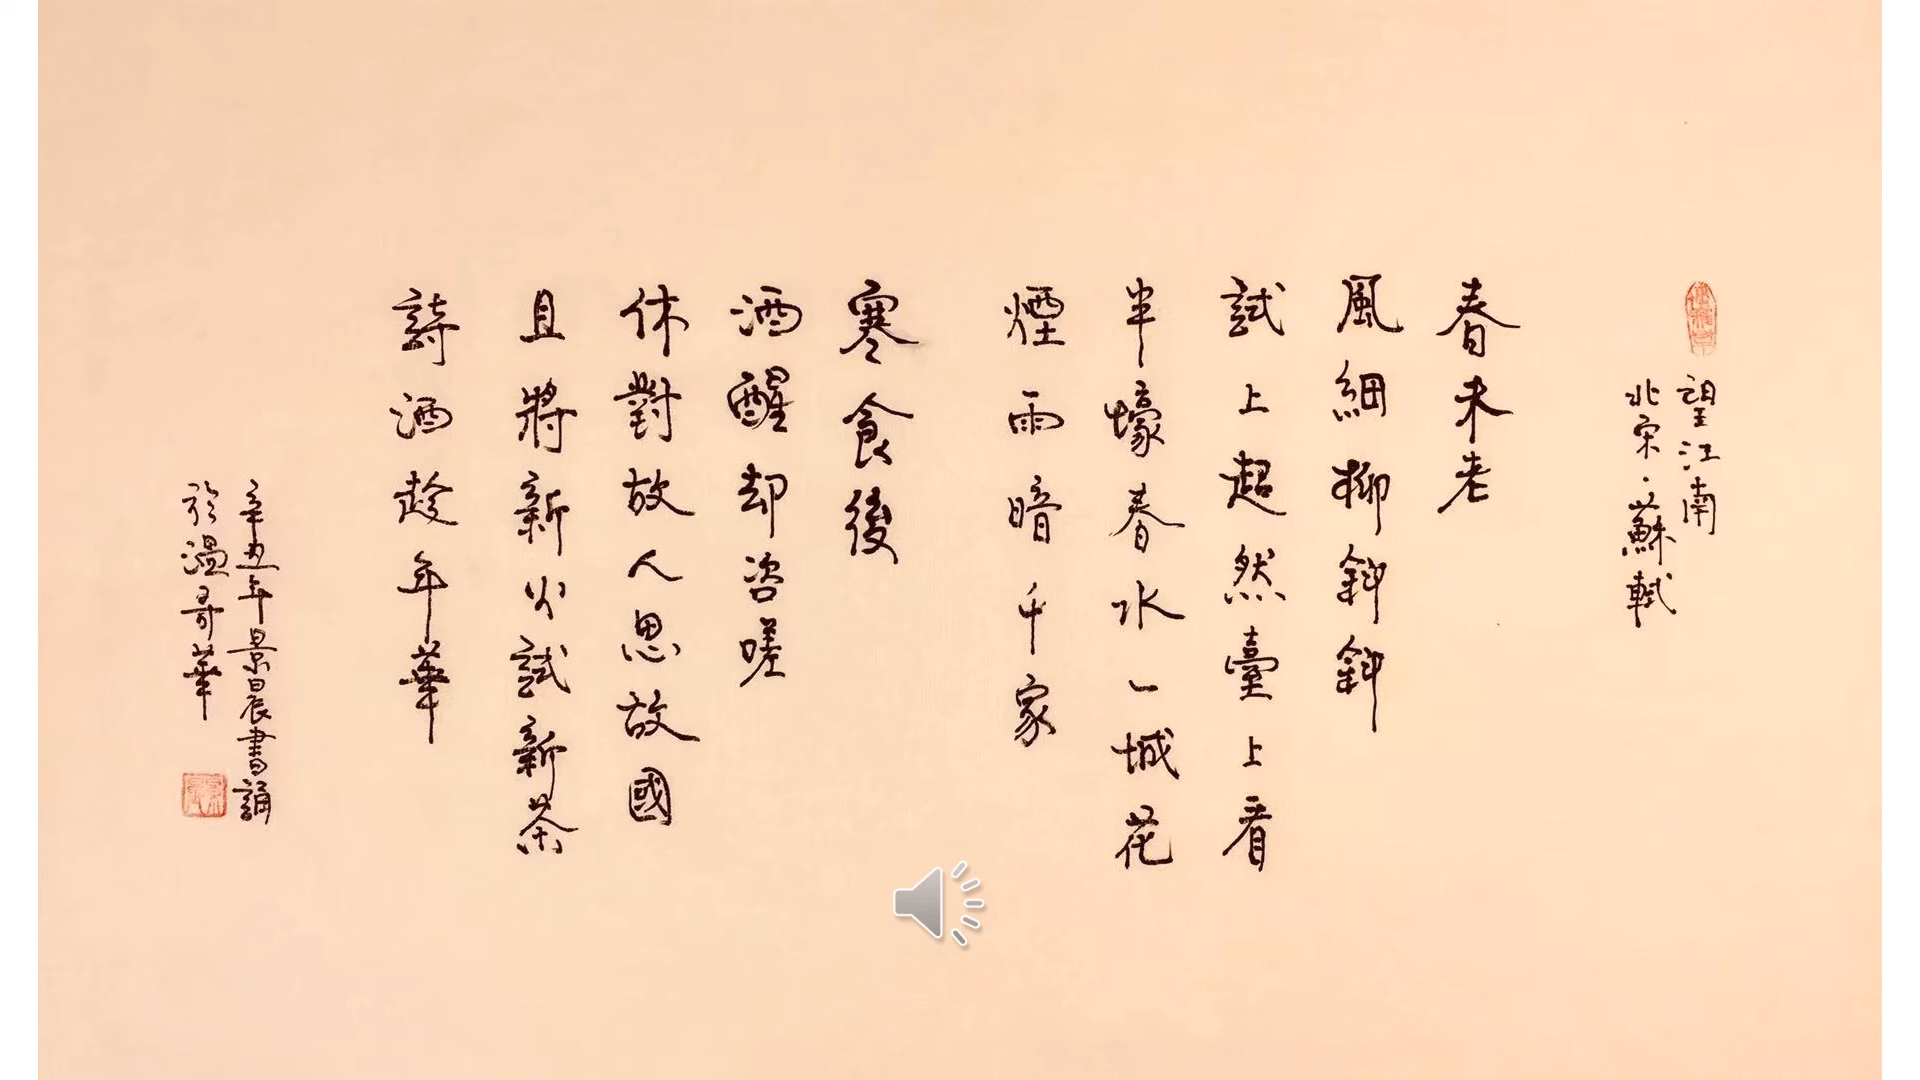 望江南
北宋·蘇軾
春未老
風細柳斜斜
試上超然臺上看
半壕春水一城花
煙雨暗千家
寒食後
酒醒却咨嗟
休對故人思故國
且將新火試新茶
詩酒趁年華
辛丑年景晨書誦
於溫哥華